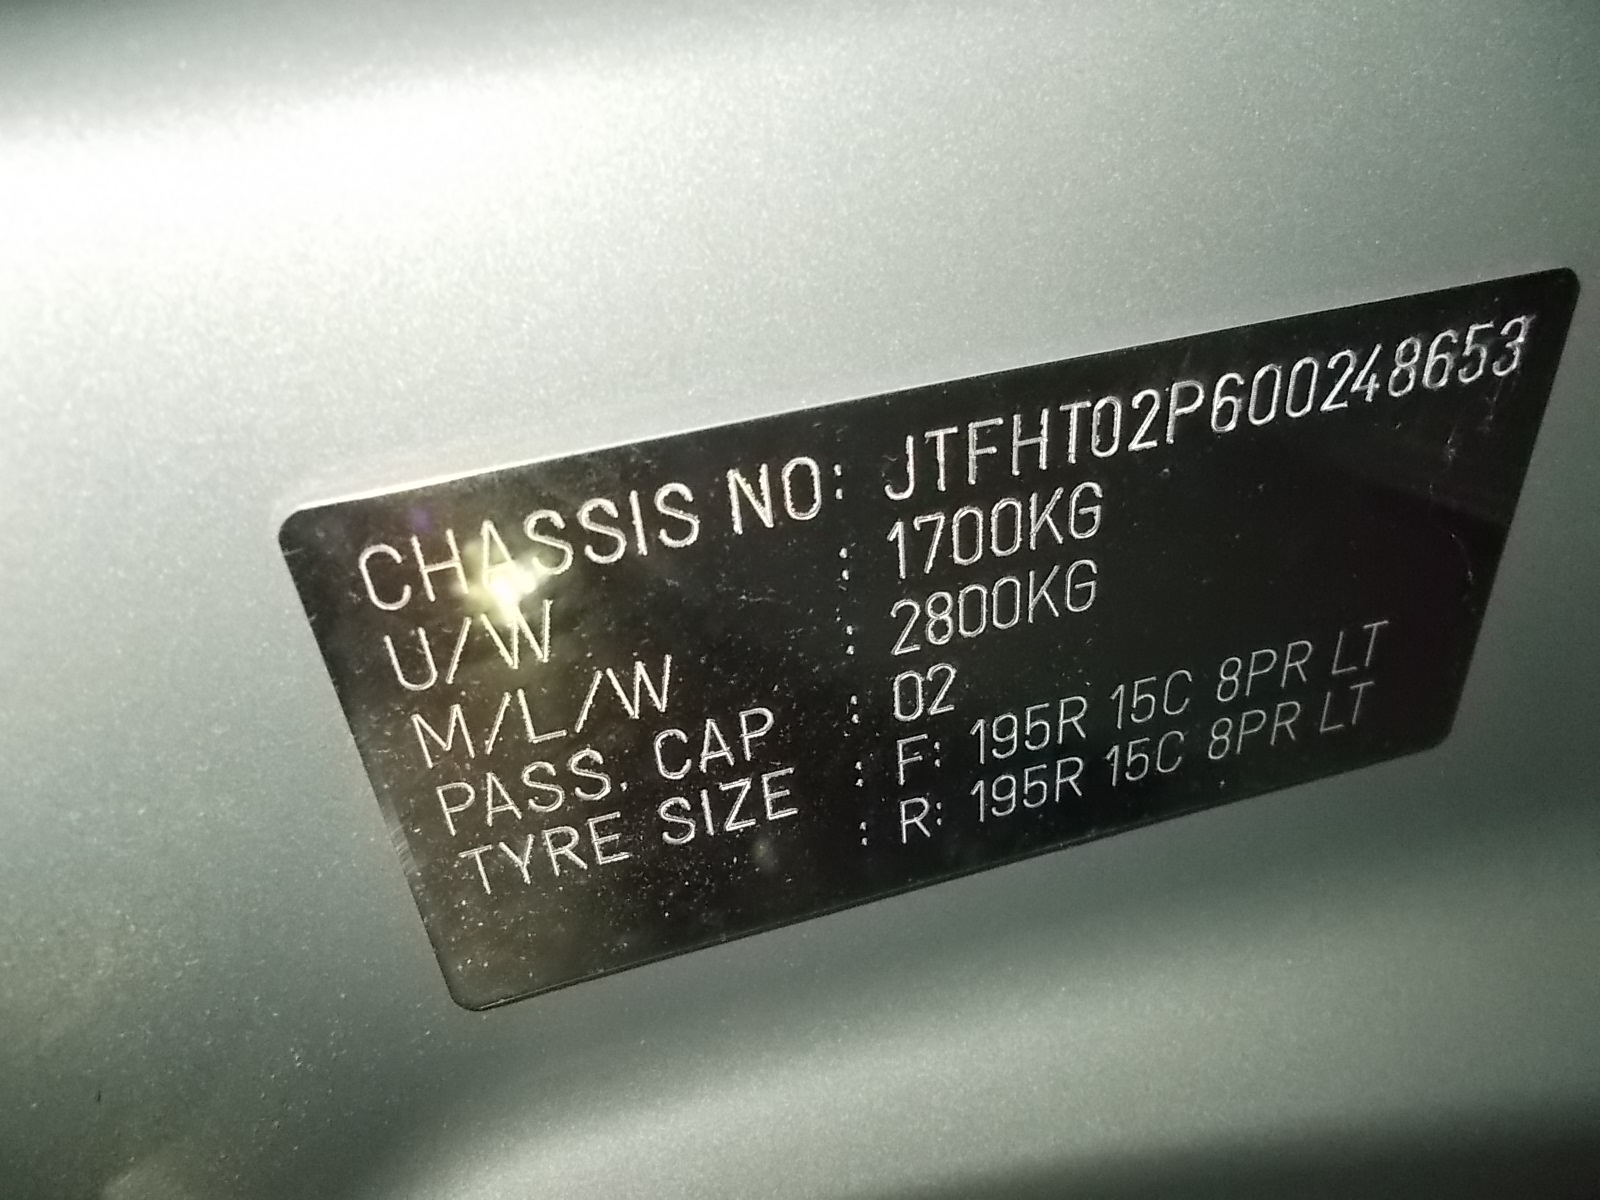 CHASSIS NO: JTFHT02P600248653
U/W : 1700KG
M/L/W : 2800KG
PASS. CAP : 02
TYRE SIZE : F: 195R 15C 8PR LT
: R: 195R 15C 8PR LT